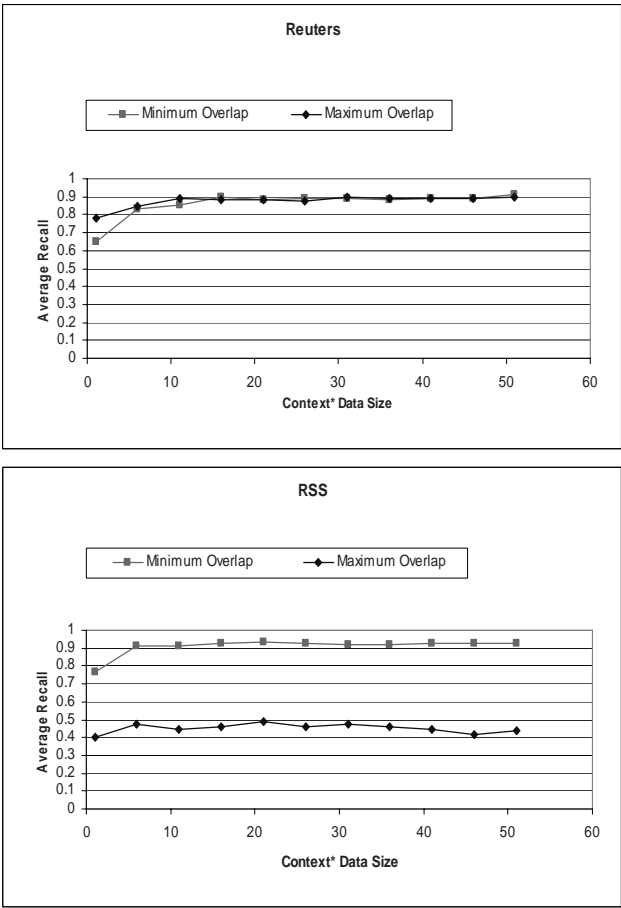 Reuters
Minimum Overlap Maximum Overlap
1
0.9
0.8
0.7
0.6
0.5
0.4
0.3
0.2
0.1
0
Average Recall
0 10 20 30 40 50 60
Context* Data Size
RSS
Minimum Overlap Maximum Overlap
1
0.9
0.8
0.7
0.6
0.5
0.4
0.3
0.2
0.1
0
Average Recall
0 10 20 30 40 50 60
Context* Data Size